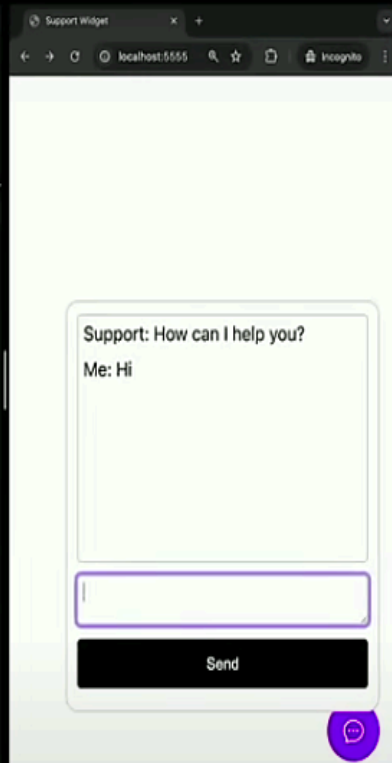 Support Widget
localhost:5555
Incognito
Support: How can I help you?
Me: Hi
Send